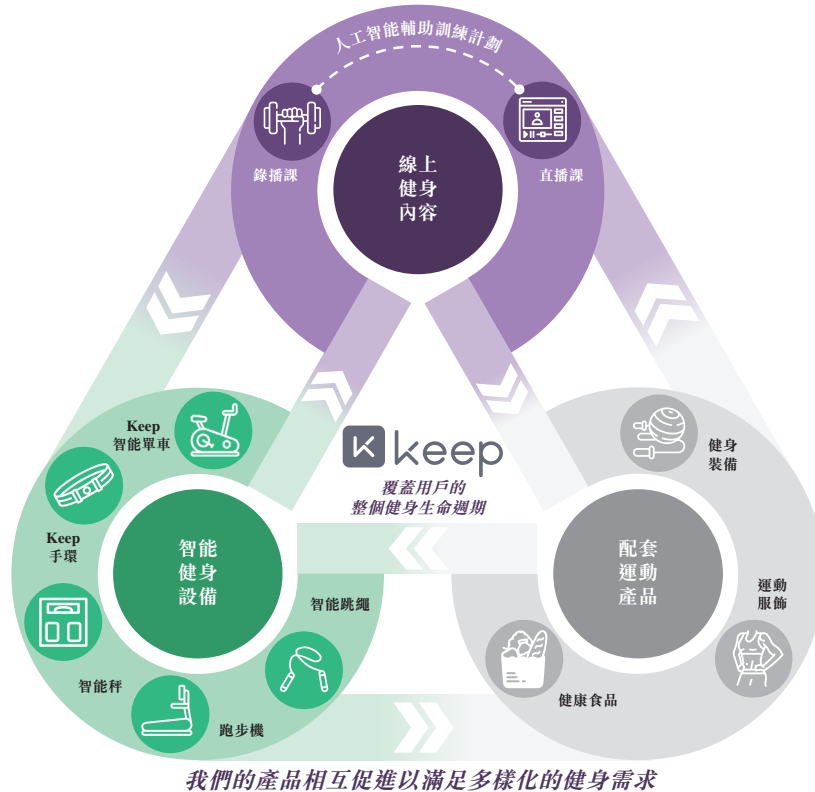 人工智能輔助訓練計劃
錄播課
直播課
線上
健身
內容
Keep
智能單車
Keep
手環
智能
健身
設備
智能跳繩
智能秤
跑步機
keep
覆蓋用戶的
整個健身生命週期
健身
裝備
配套
運動
產品
運動
服飾
健康食品
我們的產品相互促進以滿足多樣化的健身需求